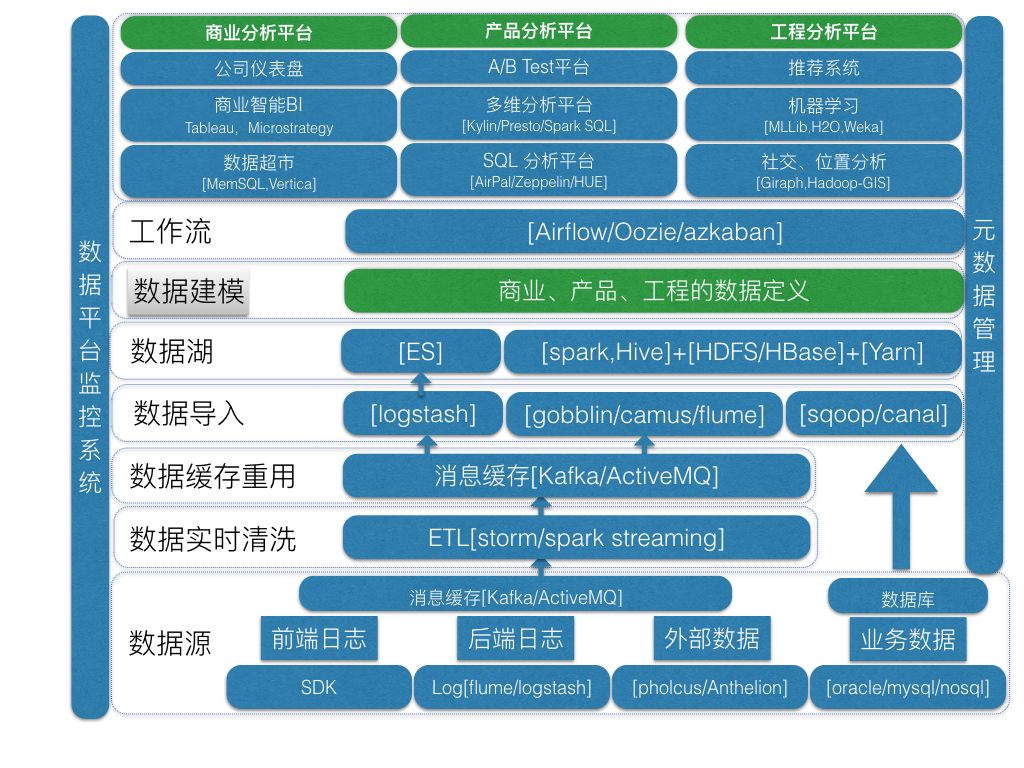 数据平台监控系统
商业分析平台
公司仪表盘
商业智能BI
Tableau，Microstrategy
数据超市
[MemSQL,Vertica]
产品分析平台
A/B Test平台
多维分析平台
[Kylin/Presto/Spark SQL]
SQL 分析平台
[AirPal/Zeppelin/HUE]
工程分析平台
推荐系统
机器学习
[MLLib,H2O,Weka]
社交、位置分析
[Giraph,Hadoop-GIS]
元数据管理
工作流
[Airflow/Oozie/azkaban]
数据建模
商业、产品、工程的数据定义
数据湖
[ES]
[spark,Hive]+[HDFS/HBase]+[Yarn]
数据导入
[logstash]
[gobblin/camus/flume]
[sqoop/canal]
数据缓存重用
消息缓存[Kafka/ActiveMQ]
数据实时清洗
ETL[storm/spark streaming]
数据源
消息缓存[Kafka/ActiveMQ]
数据库
前端日志
后端日志
外部数据
业务数据
SDK
Log[flume/logstash]
[pholcus/Anthelion]
[oracle/mysql/nosql]